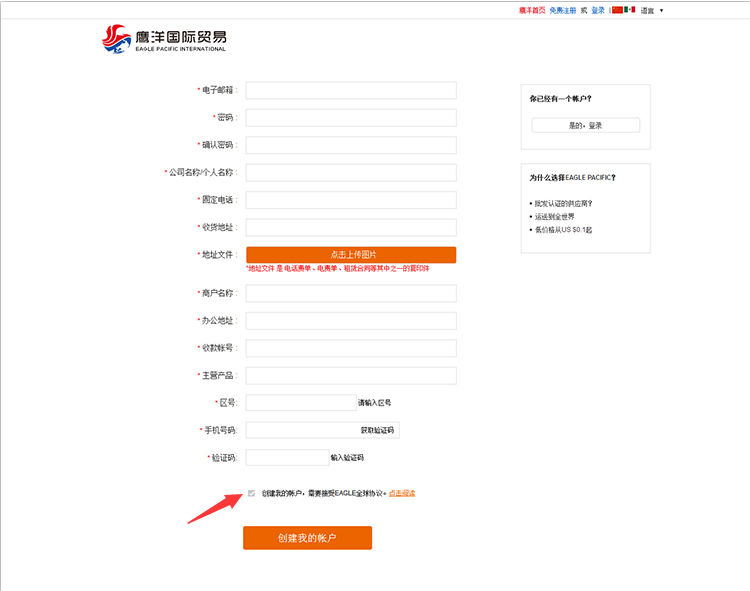 鹰洋首页 免费注册 或 登录 | 语言 ▼
鹰洋国际贸易
EAGLE PACIFIC INTERNATIONAL
* 电子邮箱 :
* 密码 :
* 确认密码 :
* 公司名称/个人名称 :
* 固定电话 :
* 收货地址 :
* 地址文件 : 点击上传图片
*地址文件 是 电话惠单、电惠单、租赁合同等其中之一的复印件
* 商户名称 :
* 办公地址 :
* 收款帐号 :
* 主营产品 :
* 区号: 请输入区号
* 手机号码: 获取验证码
* 验证码: 输入验证码
创建我的帐户，需要接受EAGLE全球协议。 点击阅读
创建我的帐户
你已经有一个帐户？
是的，登录
为什么选择EAGLE PACIFIC？
• 批发认证的供应商？
• 运送到全世界
• 低价格从US $0.1起